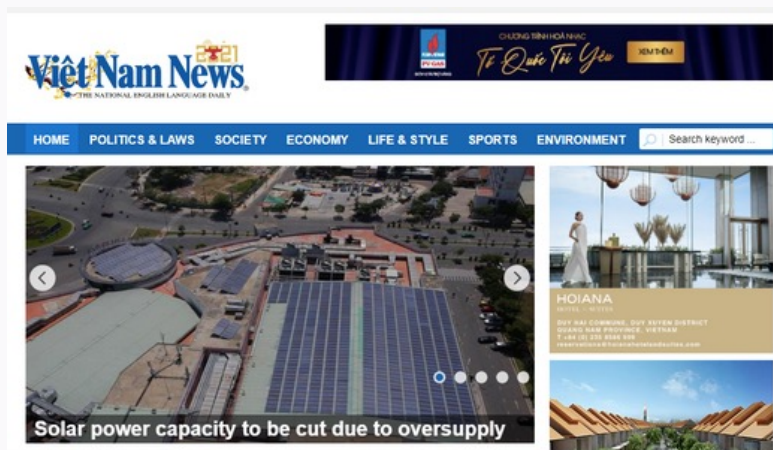 CHƯƠNG TRÌNH HOÀ NHẠC
Tổ Quốc Tôi Yêu
XEM THÊM
PV GAS
2021
Việt Nam News
THE NATIONAL ENGLISH LANGUAGE DAILY
HOME POLITICS & LAWS SOCIETY ECONOMY LIFE & STYLE SPORTS ENVIRONMENT Search keyword ...
HOIANA
HOTEL + SUITES
DUY HAI COMMUNE, DUY XUYEN DISTRICT
QUANG NAM PROVINCE, VIETNAM
Solar power capacity to be cut due to oversupply